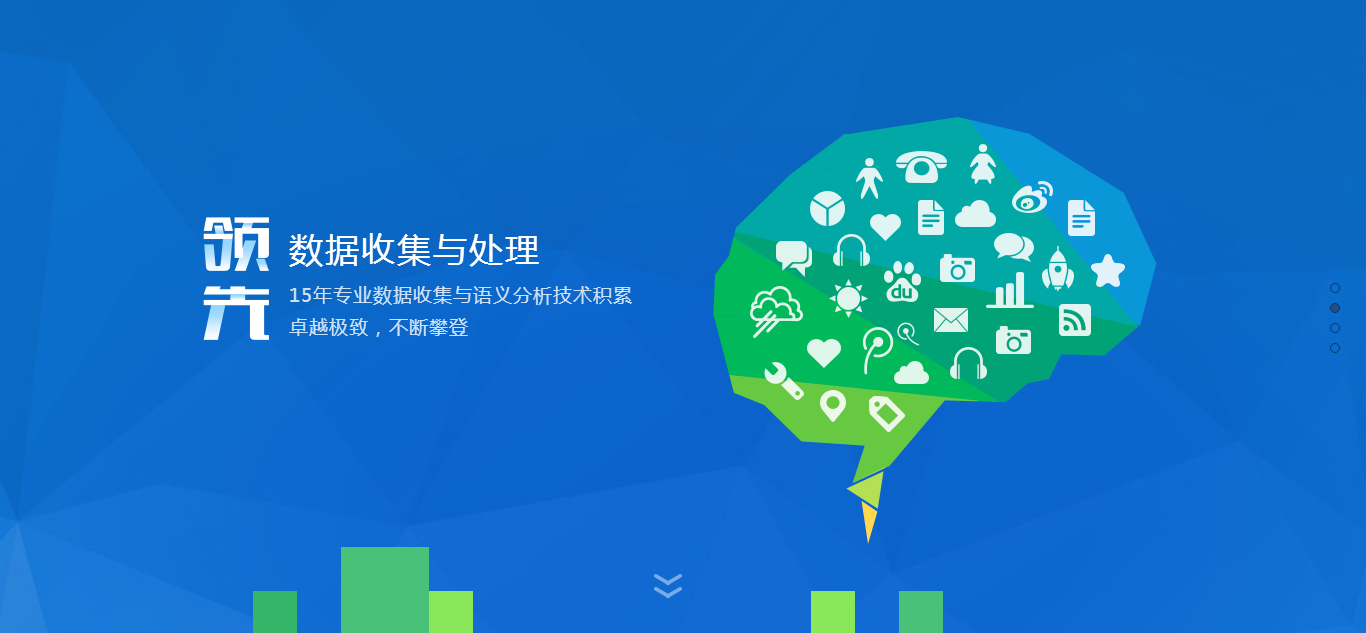 领先
数据收集与处理
15年专业数据收集与语义分析技术积累
卓越极致，不断攀登
du